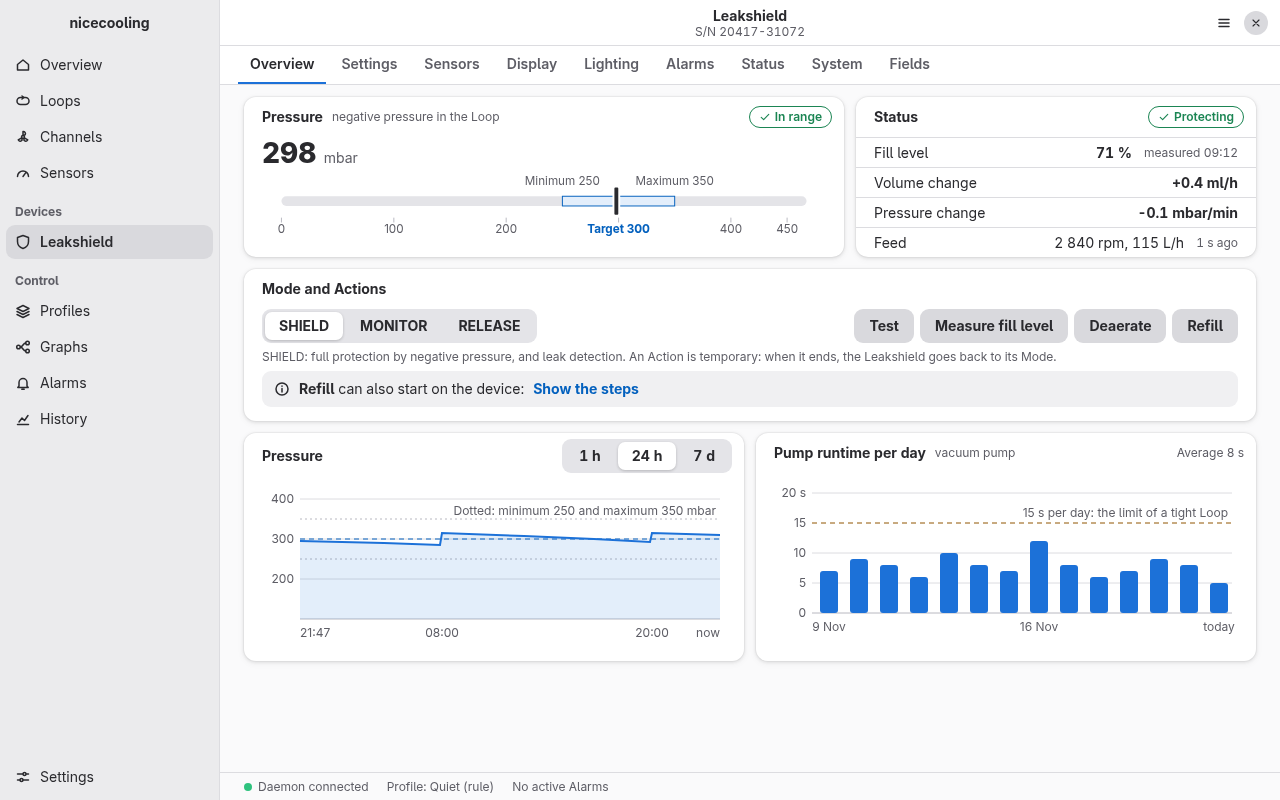 nicecooling
Overview
Loops
Channels
Sensors
Devices
Leakshield
Control
Profiles
Graphs
Alarms
History
Settings
Leakshield
S/N 20417-31072
Overview Settings Sensors Display Lighting Alarms Status System Fields
Pressure negative pressure in the Loop In range
298 mbar
Minimum 250 Maximum 350
0 100 200 Target 300 400 450
Status Protecting
Fill level 71 % measured 09:12
Volume change +0.4 ml/h
Pressure change -0.1 mbar/min
Feed 2 840 rpm, 115 L/h 1 s ago
Mode and Actions
SHIELD MONITOR RELEASE Test Measure fill level Deaerate Refill
SHIELD: full protection by negative pressure, and leak detection. An Action is temporary: when it ends, the Leakshield goes back to its Mode.
Refill can also start on the device: Show the steps
Pressure 1 h 24 h 7 d
400
Dotted: minimum 250 and maximum 350 mbar
300
200
21:47 08:00 20:00 now
Pump runtime per day vacuum pump Average 8 s
20 s
15 s per day: the limit of a tight Loop
15
10
5
0
9 Nov 16 Nov today
Daemon connected Profile: Quiet (rule) No active Alarms